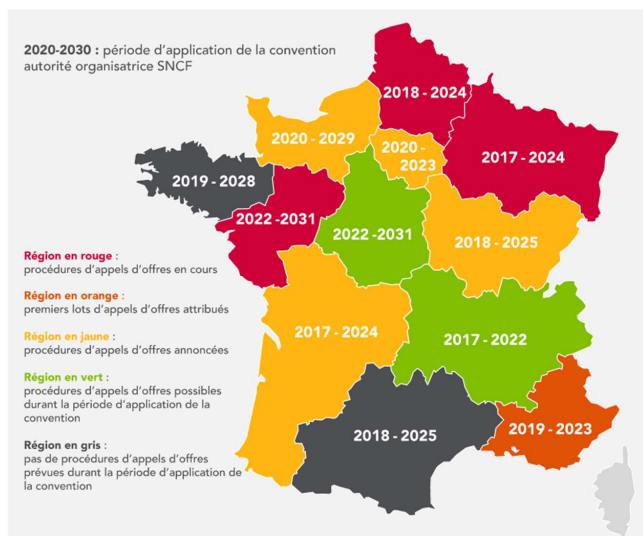 2020-2030 : période d'application de la convention
autorité organisatrice SNCF
2018 - 2024
2020 - 2029
2020 -
2023
2017 - 2024
2019 - 2028
2022 -2031
2022 -2031
2018 - 2025
Région en rouge :
procédures d'appels d'offres en cours
Région en orange :
premiers lots d'appels d'offres attribués
Région en jaune :
procédures d'appels d'offres annoncées
Région en vert :
procédures d'appels d'offres possibles
durant la période d'application de la
convention
Région en gris :
pas de procédures d'appels d'offres
prévues durant la période d'application de
la convention
2017 - 2024
2017 - 2022
2018 - 2025
2019 - 2023